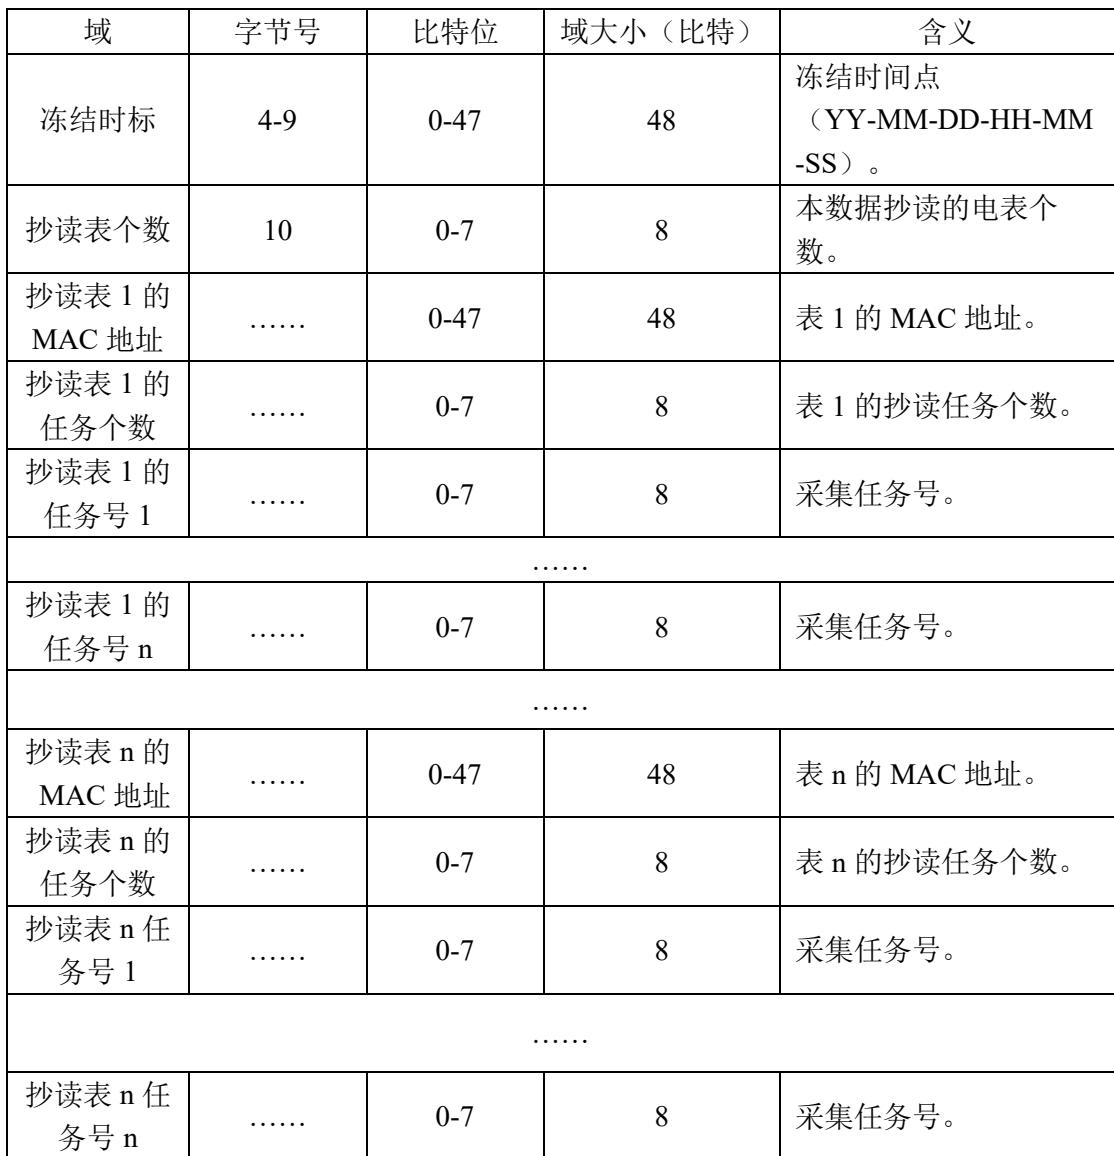 域 字节号 比特位 域大小（比特） 含义
冻结时标 4-9 0-47 48 冻结时间点
（YY-MM-DD-HH-MM
-SS）。
抄读表个数 10 0-7 8 本数据抄读的电表个
数。
抄读表 1 的
MAC 地址 …… 0-47 48 表 1 的 MAC 地址。
抄读表 1 的
任务个数 …… 0-7 8 表 1 的抄读任务个数。
抄读表 1 的
任务号 1 …… 0-7 8 采集任务号。
……
抄读表 1 的
任务号 n …… 0-7 8 采集任务号。
……
抄读表 n 的
MAC 地址 …… 0-47 48 表 n 的 MAC 地址。
抄读表 n 的
任务个数 …… 0-7 8 表 n 的抄读任务个数。
抄读表 n 任
务号 1 …… 0-7 8 采集任务号。
……
抄读表 n 任
务号 n …… 0-7 8 采集任务号。